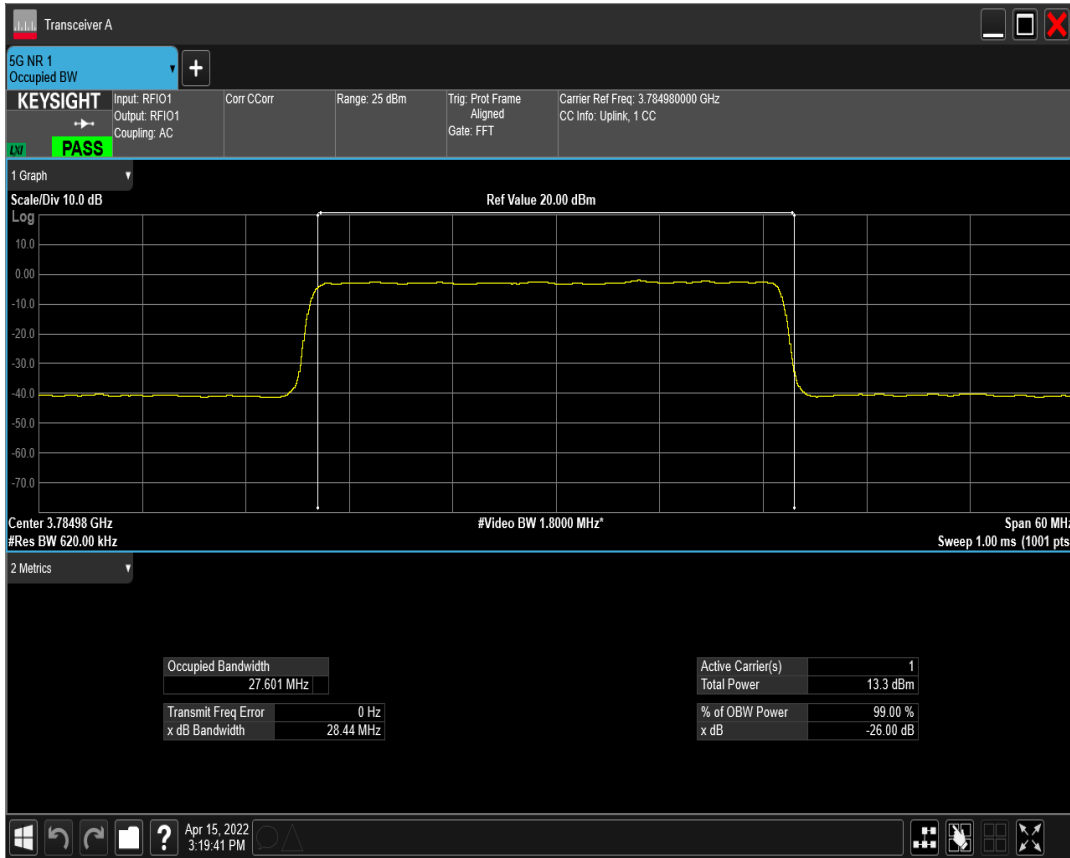 Transceiver A
5G NR 1
Occupied BW
+
KEYSIGHT
LXI
PASS
Input: RFIO1
Output: RFIO1
Coupling: AC
Corr CCorr
Range: 25 dBm
Trig: Prot Frame
Aligned
Gate: FFT
Carrier Ref Freq: 3.784980000 GHz
CC Info: Uplink, 1 CC
1 Graph
Scale/Div 10.0 dB
Ref Value 20.00 dBm
Log
10.0
0.00
-10.0
-20.0
-30.0
-40.0
-50.0
-60.0
-70.0
Center 3.78498 GHz
#Video BW 1.8000 MHz*
Span 60 MHz
#Res BW 620.00 kHz
Sweep 1.00 ms (1001 pts
2 Metrics
Occupied Bandwidth
27.601 MHz
Transmit Freq Error 0 Hz
x dB Bandwidth 28.44 MHz
Active Carrier(s) 1
Total Power 13.3 dBm
% of OBW Power 99.00 %
x dB -26.00 dB
?
Apr 15, 2022
3:19:41 PM